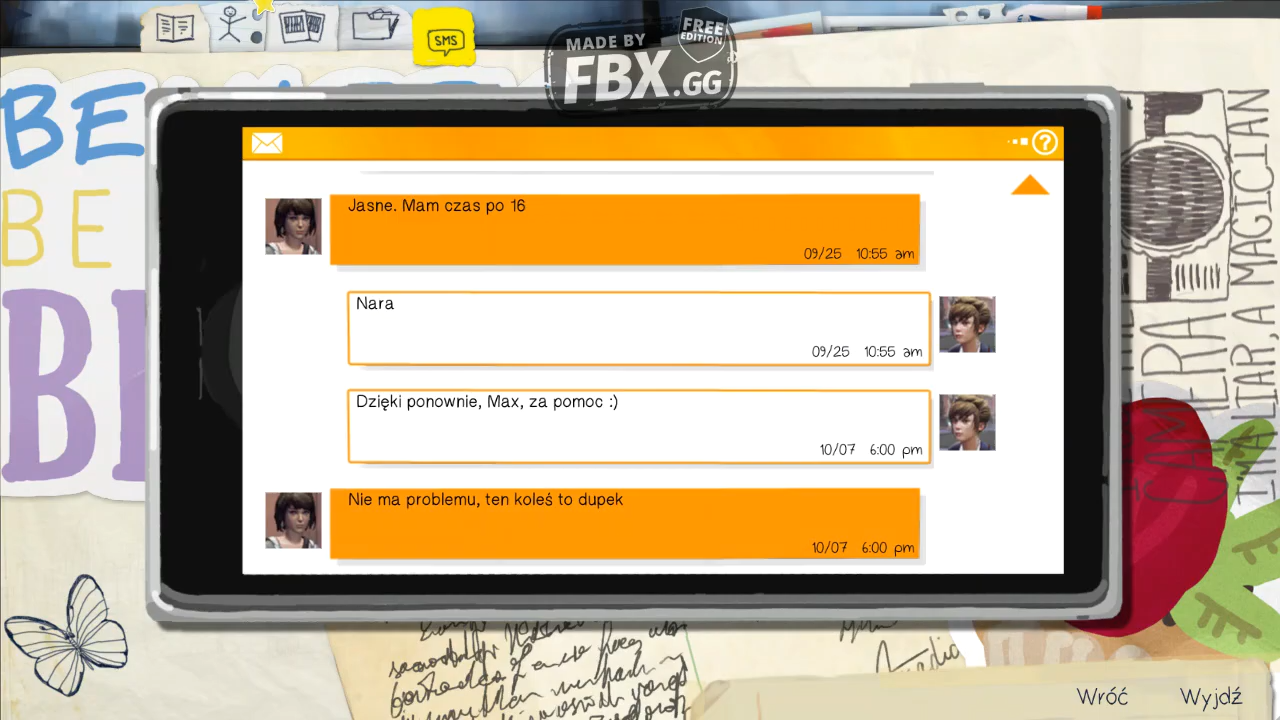 SMS
MADE BY
FREE
EDITION
FBX.GG
BE
BE
Jasne. Mam czas po 16
09/25 10:55 am
Nara
09/25 10:55 am
Dzięki ponownie, Max, za pomoc :)
10/07 6:00 pm
Nie ma problemu, ten koleś to dupek
10/07 6:00 pm
CAMERA
LIAR, A MAGICIAN
Wróć Wyjdź